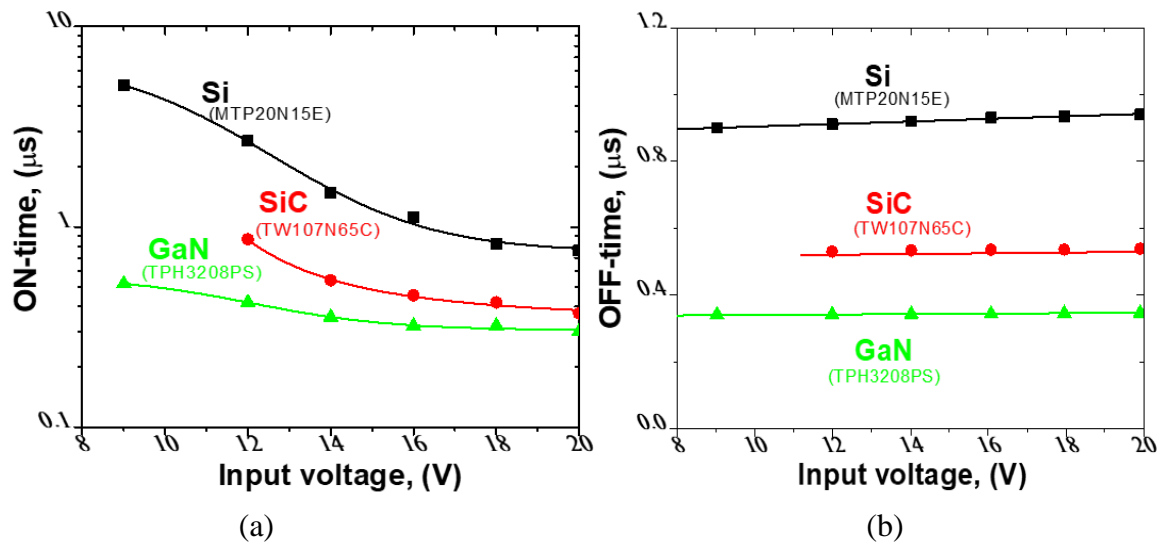 10
1
0.1
ON-time, (µs)
Si
(MTP20N15E)
SiC
(TW107N65C)
GaN
(TPH3208PS)
8 10 12 14 16 18 20
Input voltage, (V)
(a)
1.2
0.8
0.4
0.0
OFF-time, (µs)
Si
(MTP20N15E)
SiC
(TW107N65C)
GaN
(TPH3208PS)
8 10 12 14 16 18 20
Input voltage, (V)
(b)